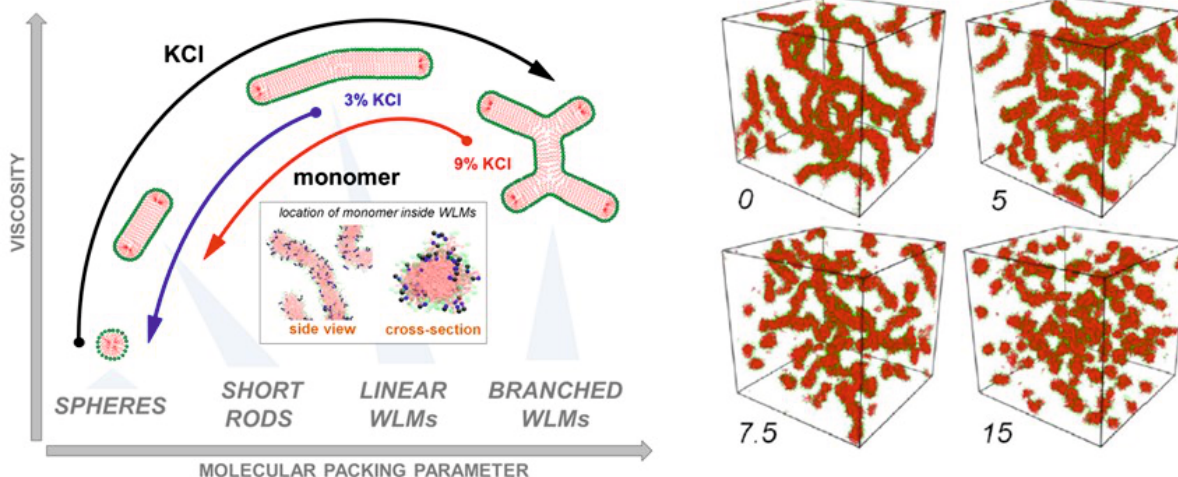 KCl
3% KCl
9% KCl
monomer
location of monomer inside WLMs
side view
cross-section
VISCOSITY
SPHERES
SHORT
RODS
LINEAR
WLMs
BRANCHED
WLMs
MOLECULAR PACKING PARAMETER
0
5
7.5
15